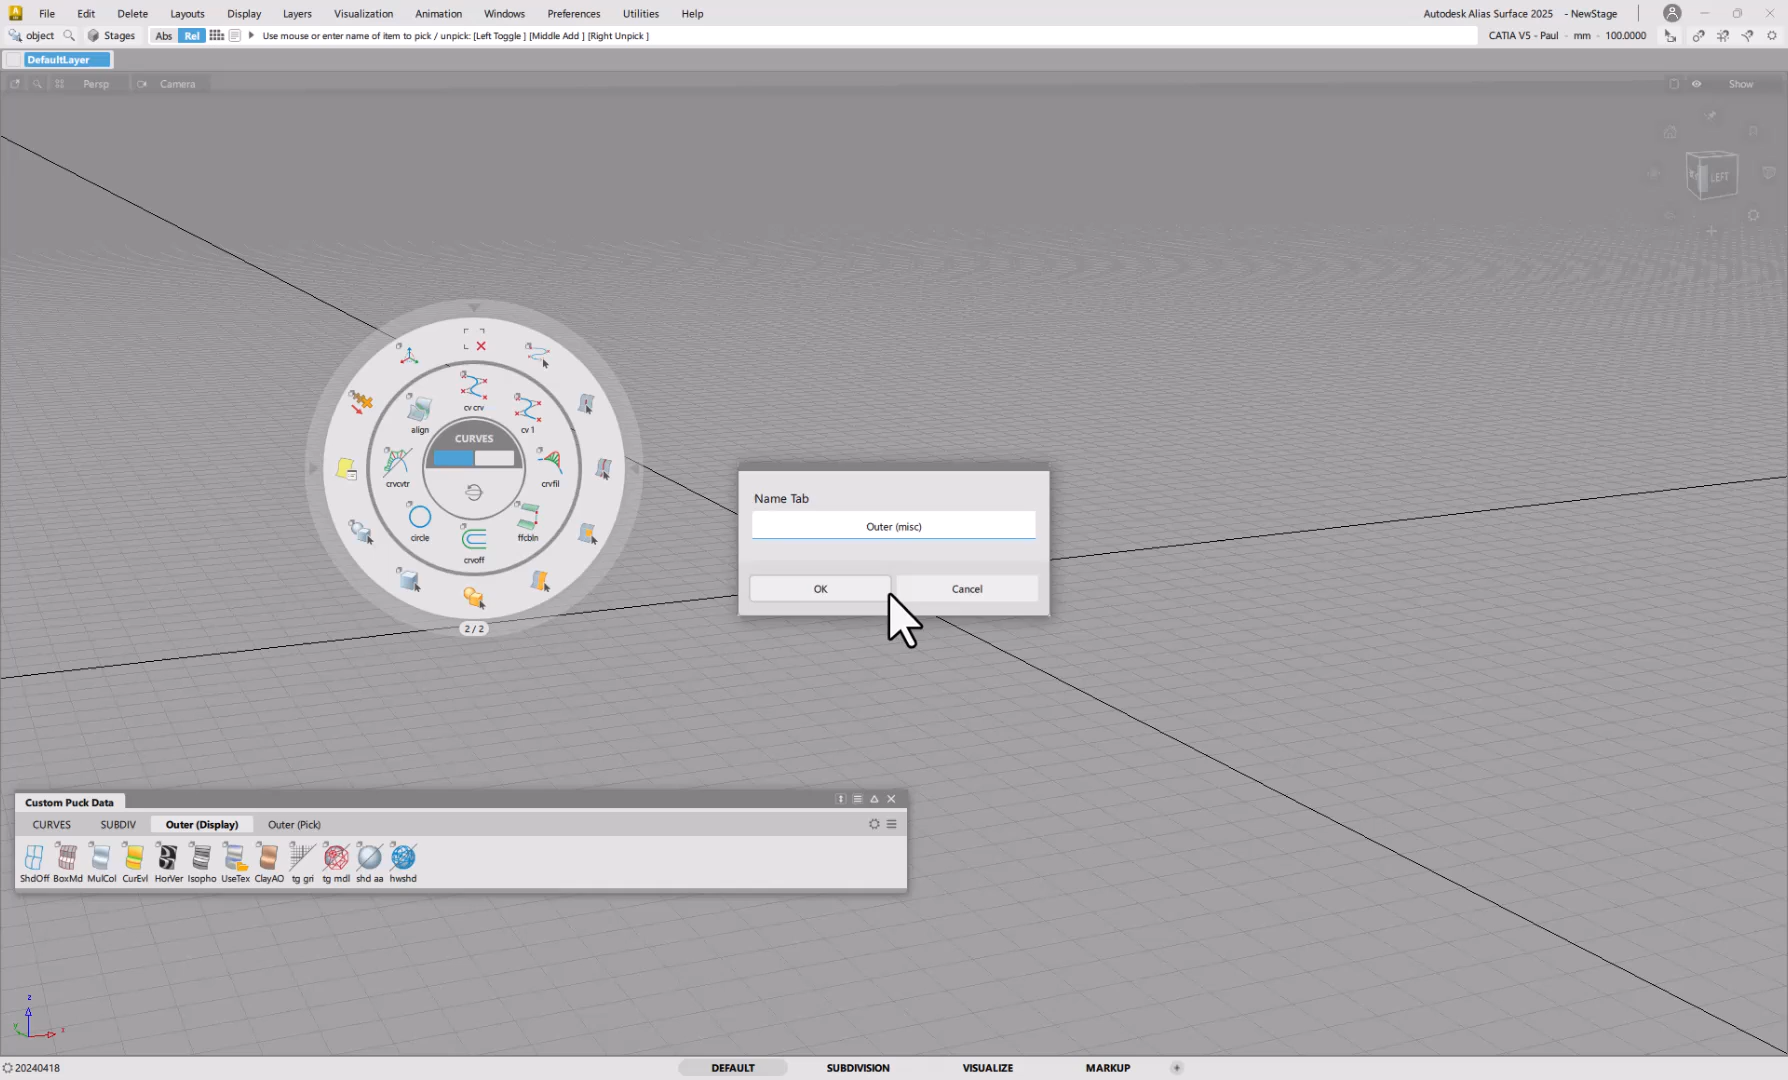 File Edit Delete Layouts Display Layers Visualization Animation Windows Preferences Utilities Help
Autodesk Alias Surface 2025 - NewStage
object Stages Abs Rel Use mouse or enter name of item to pick / unpick: [Left Toggle ] [Middle Add ] [Right Unpick ]
CATIA V5 - Paul - mm - 100.0000
DefaultLayer
Persp Camera Show
LEFT
cv crv
align cv 1
CURVES
crvcvtr crvfil
circle ffcbln
crvoff
2 / 2
Name Tab
Outer (misc)
OK Cancel
Custom Puck Data
CURVES SUBDIV Outer (Display) Outer (Pick)
ShdOff BoxMd MulCol CurEvl HorVer Isopho UseTex ClayAO tg gri tg mdl shd aa hwshd
z
y x
20240418
DEFAULT SUBDIVISION VISUALIZE MARKUP +